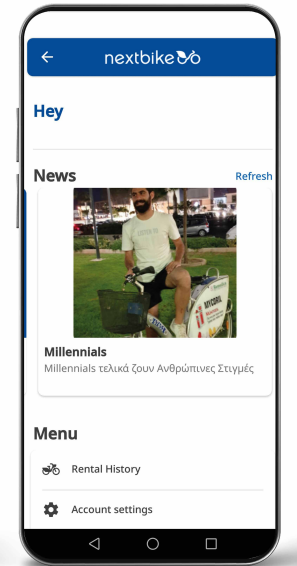 nextbike
Hey
News
Refresh
Millennials
Millennials τελικά ζουν Ανθρώπινες Στιγμές
Menu
Rental History
Account settings